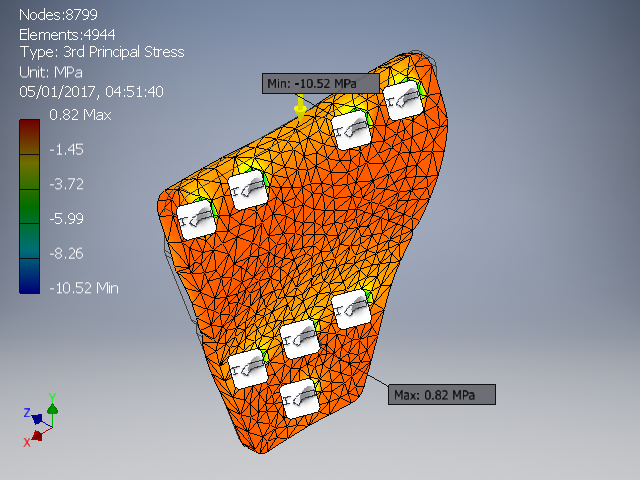 Nodes:8799
Elements:4944
Type: 3rd Principal Stress
Unit: MPa
05/01/2017, 04:51:40
0.82 Max
-1.45
-3.72
-5.99
-8.26
-10.52 Min
Min: -10.52 MPa
Max: 0.82 MPa
Y
Z
X